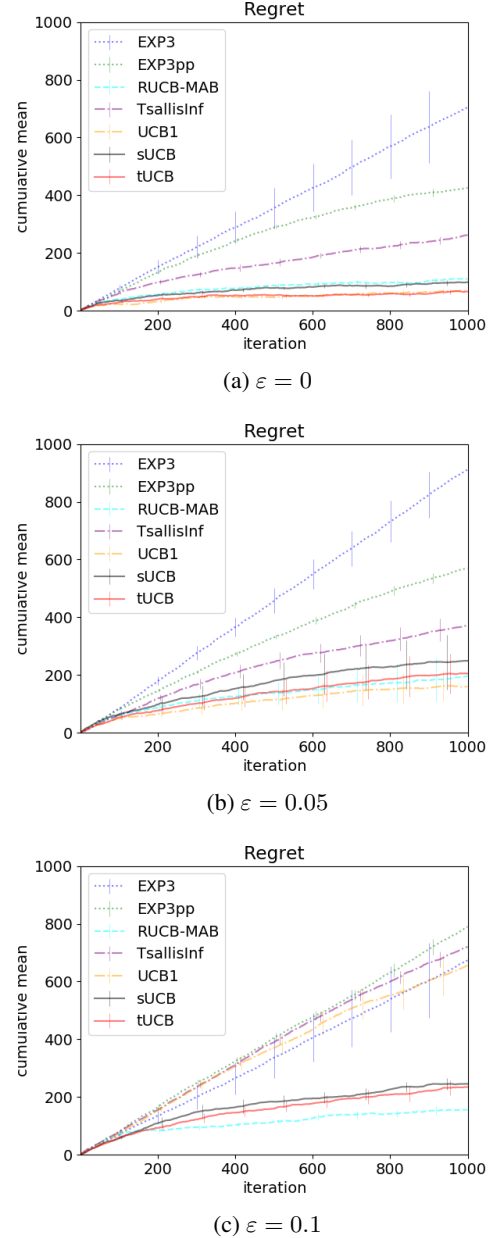 Regret
1000
800
600
400
200
0
cumulative mean
EXP3
EXP3pp
RUCB-MAB
TsallisInf
UCB1
sUCB
tUCB
200 400 600 800 1000
iteration
(a) ε = 0
Regret
1000
800
600
400
200
0
cumulative mean
EXP3
EXP3pp
RUCB-MAB
TsallisInf
UCB1
sUCB
tUCB
200 400 600 800 1000
iteration
(b) ε = 0.05
Regret
1000
800
600
400
200
0
cumulative mean
EXP3
EXP3pp
RUCB-MAB
TsallisInf
UCB1
sUCB
tUCB
200 400 600 800 1000
iteration
(c) ε = 0.1